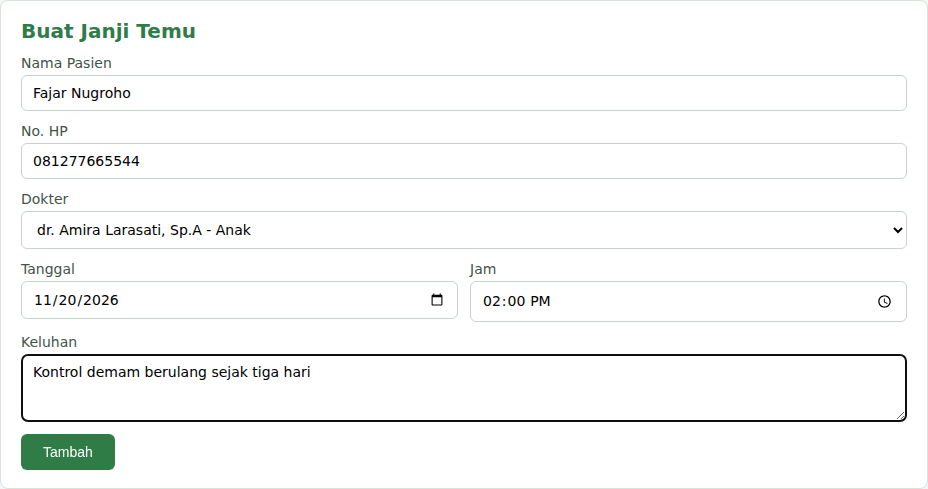 Buat Janji Temu
Nama Pasien
Fajar Nugroho
No. HP
081277665544
Dokter
dr. Amira Larasati, Sp.A - Anak
Tanggal
Jam
11/20/2026
02:00 PM
Keluhan
Kontrol demam berulang sejak tiga hari
Tambah